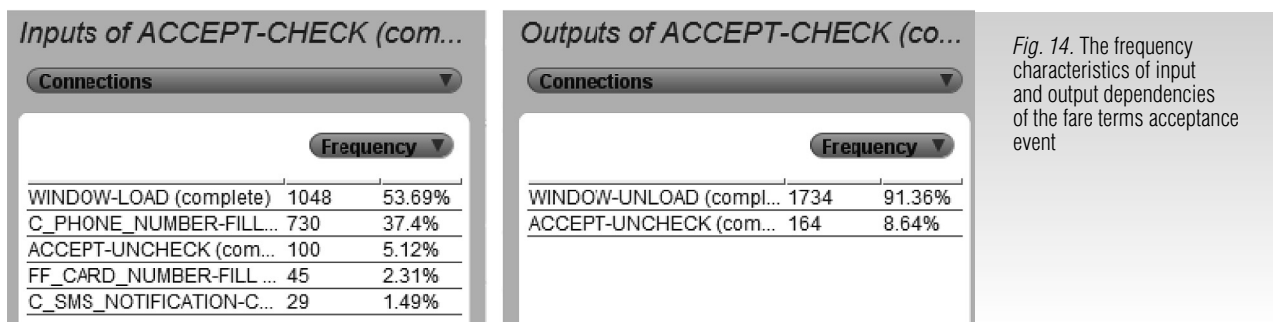 Inputs of ACCEPT-CHECK (com...
Connections
Frequency
WINDOW-LOAD (complete) 1048 53.69%
C_PHONE_NUMBER-FILL... 730 37.4%
ACCEPT-UNCHECK (com... 100 5.12%
FF_CARD_NUMBER-FILL ... 45 2.31%
C_SMS_NOTIFICATION-C... 29 1.49%
Outputs of ACCEPT-CHECK (co...
Connections
Frequency
WINDOW-UNLOAD (compl... 1734 91.36%
ACCEPT-UNCHECK (com... 164 8.64%
Fig. 14. The frequency
characteristics of input
and output dependencies
of the fare terms acceptance
event